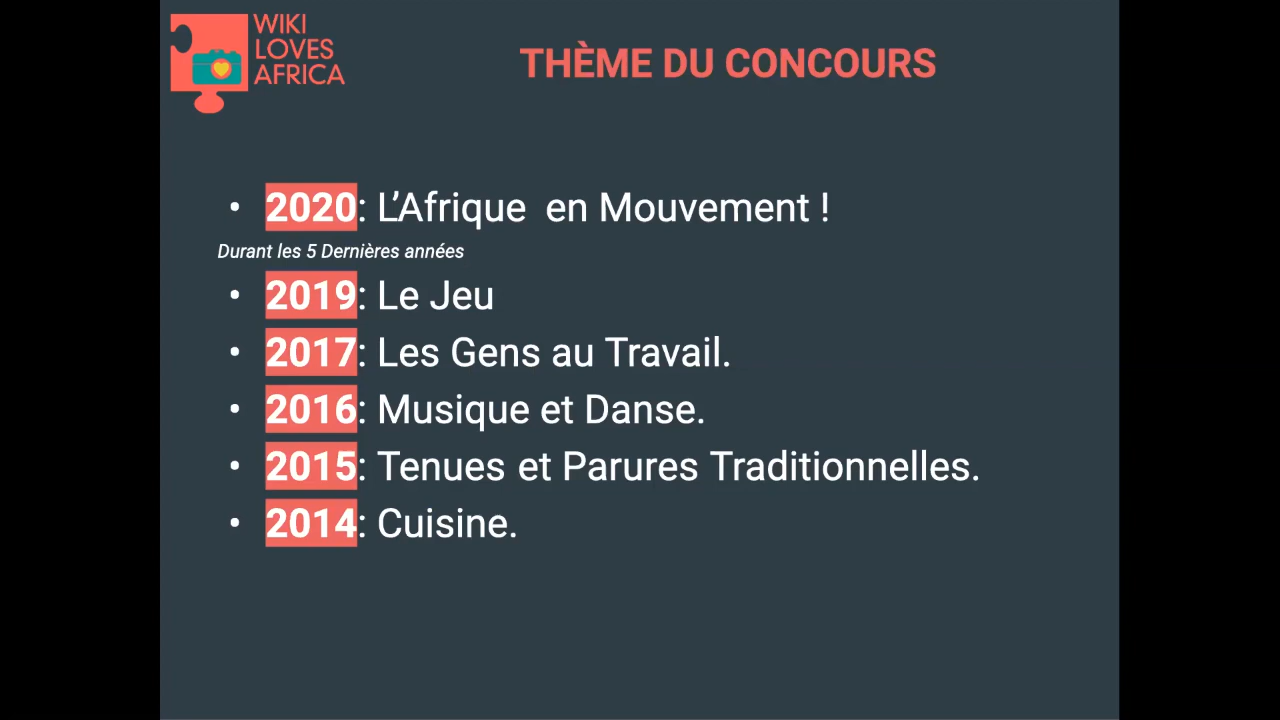 WIKI
LOVES
AFRICA
THÈME DU CONCOURS
• 2020: L’Afrique en Mouvement !
Durant les 5 Dernières années
• 2019: Le Jeu
• 2017: Les Gens au Travail.
• 2016: Musique et Danse.
• 2015: Tenues et Parures Traditionnelles.
• 2014: Cuisine.